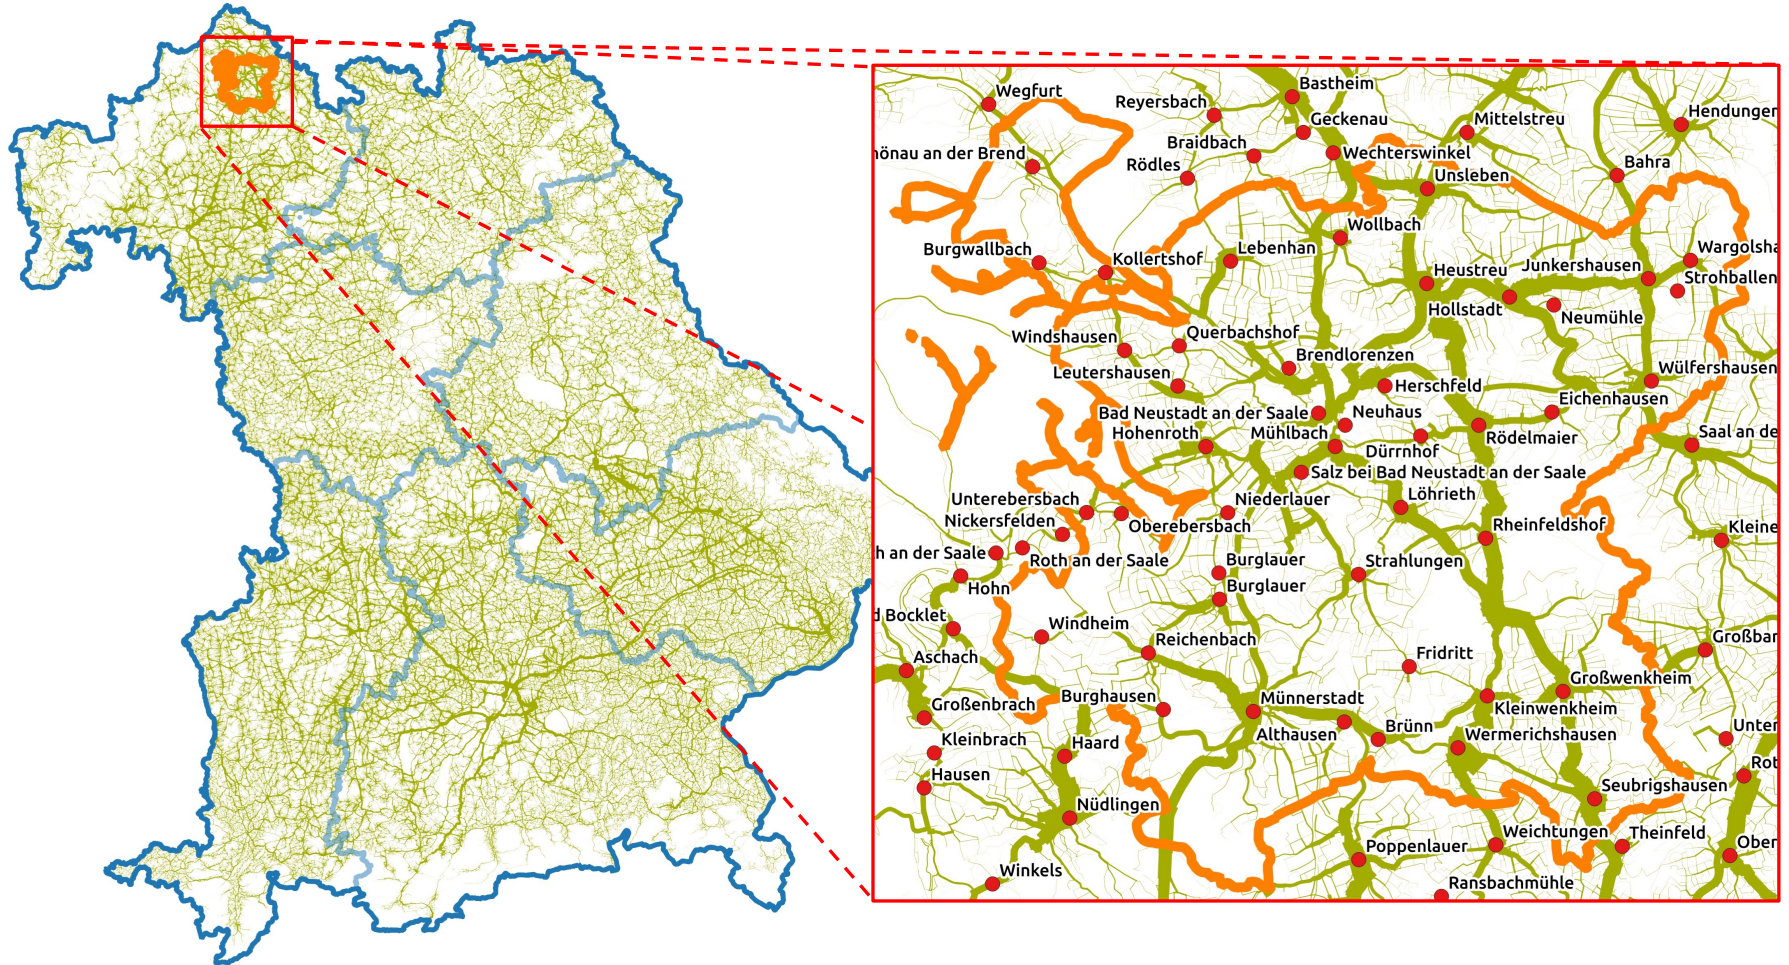 Wegfurt
Bastheim
Reyersbach
Hendunger
Geckenau
Mittelstreu
Braidbach
hönau an der Brend
Wechterswinkel
Rödles
Bahra
Unsleben
Wollbach
Burgwallbach
Lebenhan
Wargolsha
Kollertshof
Heustreu
Junkershausen
Strohballen
Hollstadt
Neumühle
Windshausen
Querbachshof
Brendlorenzen
Leutershausen
Wülfershausen
Herschfeld
Eichenhausen
Bad Neustadt an der Saale
Neuhaus
Hohenroth
Mühlbach
Rödelmaier
Saal an de
Dürrnhof
Salz bei Bad Neustadt an der Saale
Unterebersbach
Niederlauer
Löhrieth
Nickersfelden
Oberebersbach
Rheinfeldshof
Kleine
h an der Saale
Roth an der Saale
Burglauer
Strahlungen
Hohn
Burglauer
d Bocklet
Windheim
Reichenbach
Großbar
Aschach
Fridritt
Großwenkheim
Burghausen
Münnerstadt
Großenbrach
Kleinwenkheim
Unter
Kleinbrach
Haard
Althausen
Brünn
Wermerichshausen
Rot
Hausen
Seubrigshausen
Nüdlingen
Weichtungen
Theinfeld
Poppenlauer
Ober
Winkels
Ransbachmühle